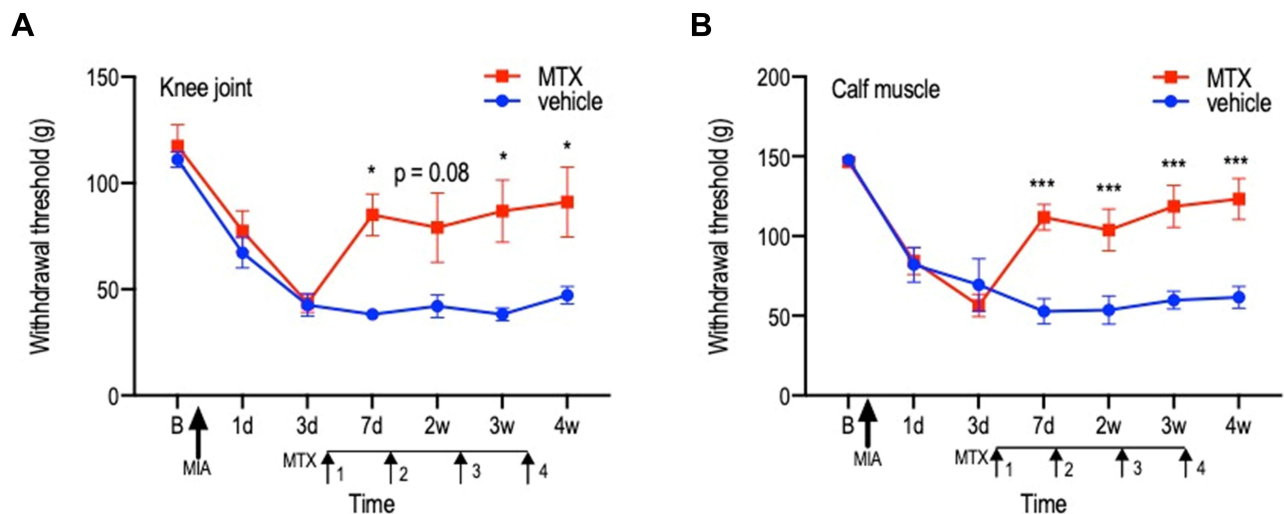 A
Knee joint
MTX
vehicle
Withdrawal threshold (g)
150
100
50
0
*
p = 0.08
*
*
B 1d 3d 7d 2w 3w 4w
MIA
MTX 1 2 3 4
Time
B
Calf muscle
MTX
vehicle
Withdrawal threshold (g)
200
150
100
50
0
***
***
***
***
B 1d 3d 7d 2w 3w 4w
MIA
MTX 1 2 3 4
Time